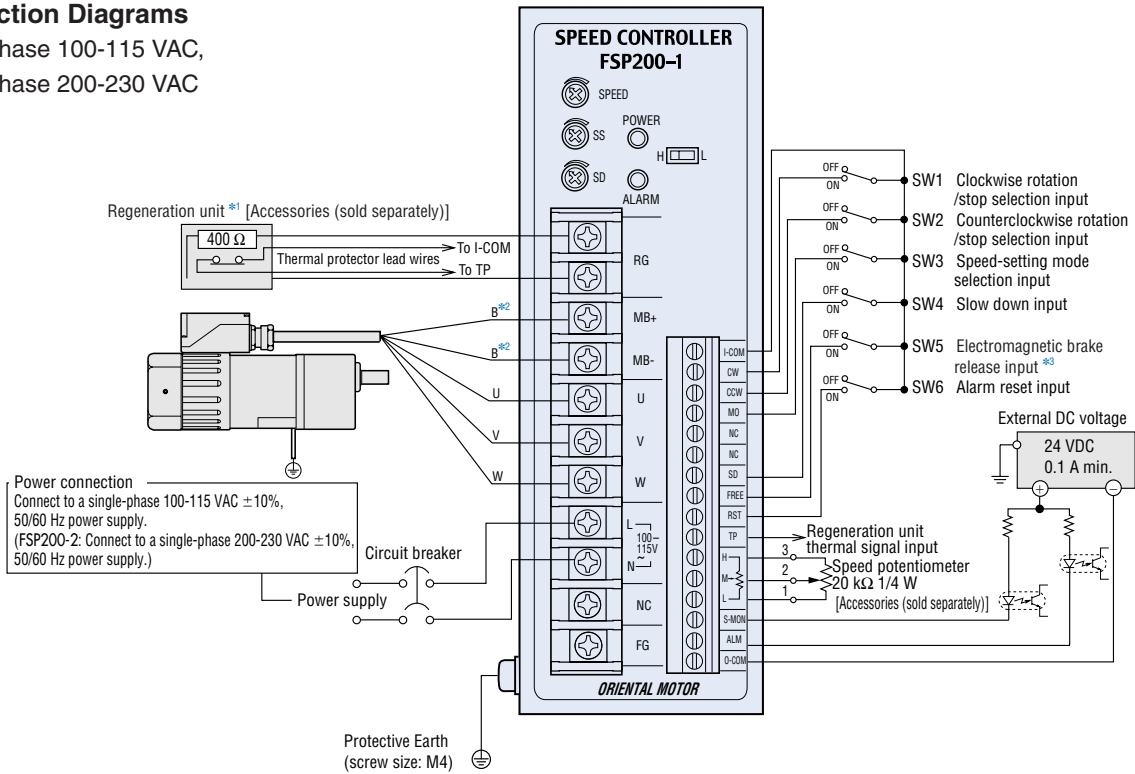 ction Diagrams
hase 100-115 VAC,
hase 200-230 VAC
SPEED CONTROLLER
FSP200–1
SPEED
SS
POWER
H L
SD
ALARM
Regeneration unit *1 [Accessories (sold separately)]
400 Ω
To I-COM
Thermal protector lead wires
To TP
RG
B*2
MB+
B*2
MB-
U
U
V
V
W
W
L
100–
115V
~
N
NC
FG
I-COM
CW
CCW
MO
NC
NC
SD
FREE
RST
TP
H
M
L
S-MON
ALM
O-COM
OFF
ON
SW1 Clockwise rotation
/stop selection input
OFF
ON
SW2 Counterclockwise rotation
/stop selection input
OFF
ON
SW3 Speed-setting mode
selection input
OFF
ON
SW4 Slow down input
OFF
ON
SW5 Electromagnetic brake
release input *3
OFF
ON
SW6 Alarm reset input
External DC voltage
24 VDC
0.1 A min.
+ −
Regeneration unit
thermal signal input
3
2
1
Speed potentiometer
20 kΩ 1/4 W
[Accessories (sold separately)]
Power connection
Connect to a single-phase 100-115 VAC ±10%,
50/60 Hz power supply.
(FSP200-2: Connect to a single-phase 200-230 VAC ±10%,
50/60 Hz power supply.)
Circuit breaker
Power supply
ORIENTAL MOTOR
Protective Earth
(screw size: M4)